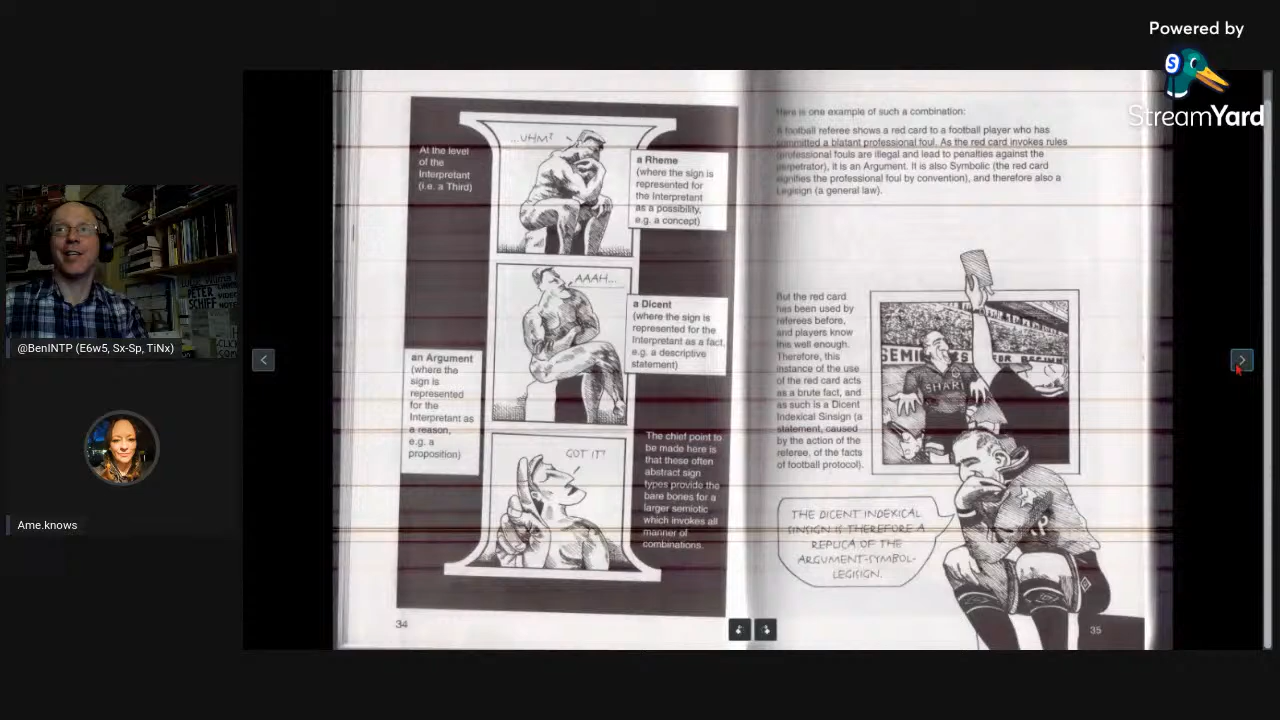 Powered by
StreamYard
S
@BenINTP (E6w5, Sx-Sp, TiNx)
PETER
SCHIFF
Ame.knows
At the level
of the
Interpretant
(i.e. a Third)
...UHM?
a Rheme
(where the sign is
represented for
the Interpretant
as a possibility,
e.g. a concept)
AAAH...
a Dicent
(where the sign is
represented for the
Interpretant as a fact,
e.g. a descriptive
statement)
an Argument
(where the
sign is
represented
for the
Interpretant as
a reason,
e.g. a
proposition)
GOT IT!
The chief point to
be made here is
that these often
abstract sign
types provide the
bare bones for a
larger semiotic
which invokes all
manner of
combinations.
34
Here is one example of such a combination:
A football referee shows a red card to a football player who has
committed a blatant professional foul. As the red card invokes rules
(professional fouls are illegal and lead to penalties against the
perpetrator), it is an Argument. It is also Symbolic (the red card
signifies the professional foul by convention), and therefore also a
Legisign (a general law).
But the red card
has been used by
referees before,
and players know
this well enough.
Therefore, this
instance of the use
of the red card acts
as a brute fact, and
as such is a Dicent
Indexical Sinsign (a
statement, caused
by the action of the
referee, of the facts
of football protocol).
FOR BEGINNE
SHARP
THE DICENT INDEXICAL
SINSIGN IS THEREFORE A
REPLICA OF THE
ARGUMENT-SYMBOL-
LEGISIGN.
35